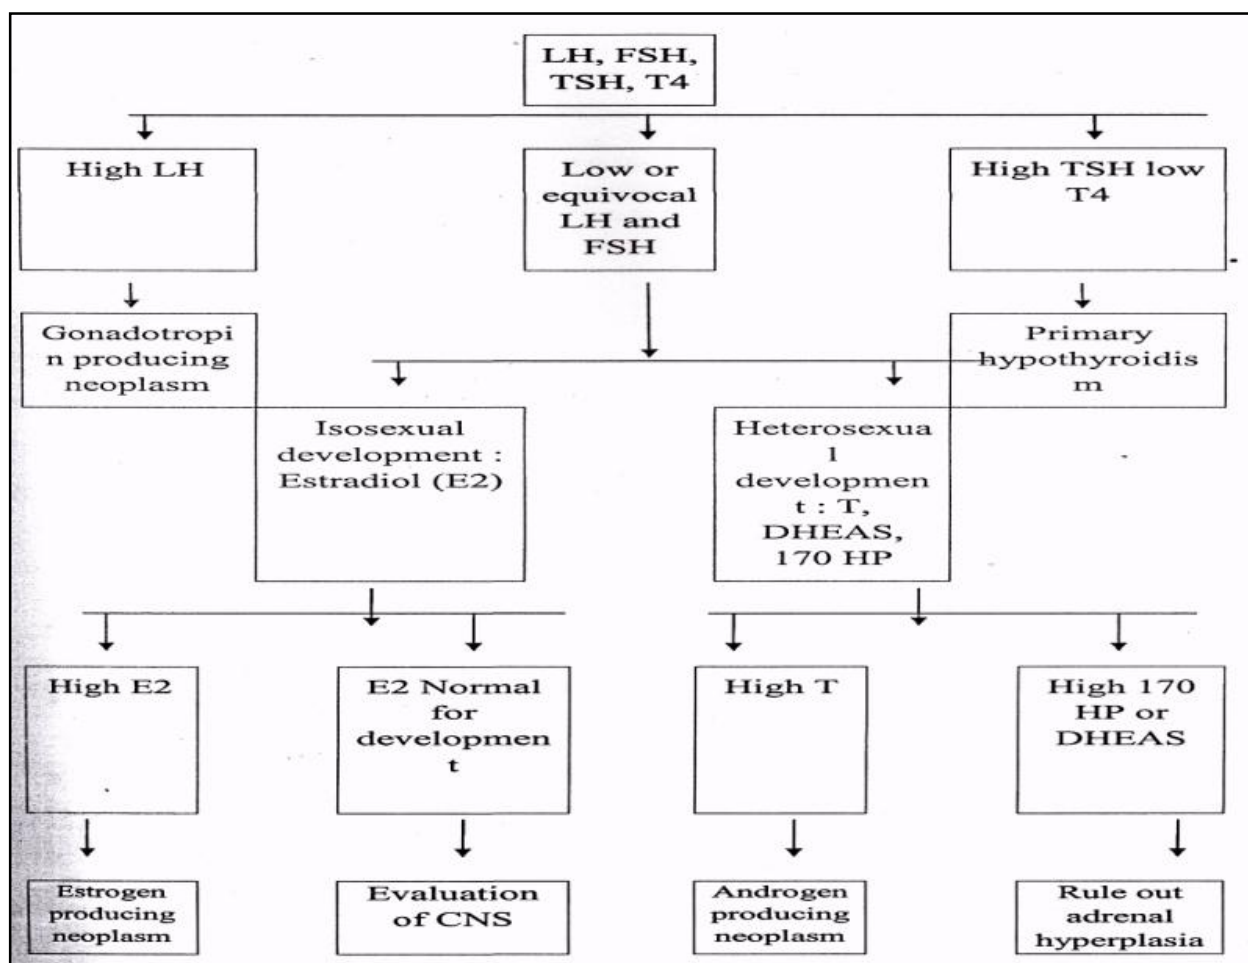 LH, FSH,
TSH, T4
High LH
Low or
equivocal
LH and
FSH
High TSH low
T4
Gonadotropi
n producing
neoplasm
Primary
hypothyroidis
m
Isosexual
development :
Estradiol (E2)
Heterosexua
l
developmen
t : T,
DHEAS,
170 HP
High E2
E2 Normal
for
developmen
t
High T
High 170
HP or
DHEAS
Estrogen
producing
neoplasm
Evaluation
of CNS
Androgen
producing
neoplasm
Rule out
adrenal
hyperplasia